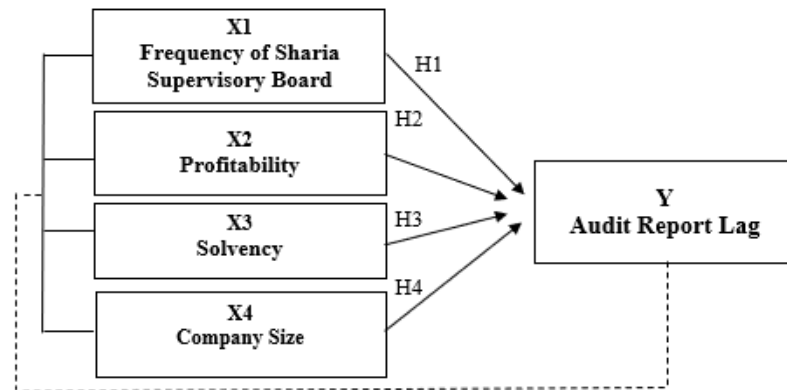 X1
Frequency of Sharia
Supervisory Board
H1
X2
Profitability
H2
X3
Solvency
H3
X4
Company Size
H4
Y
Audit Report Lag